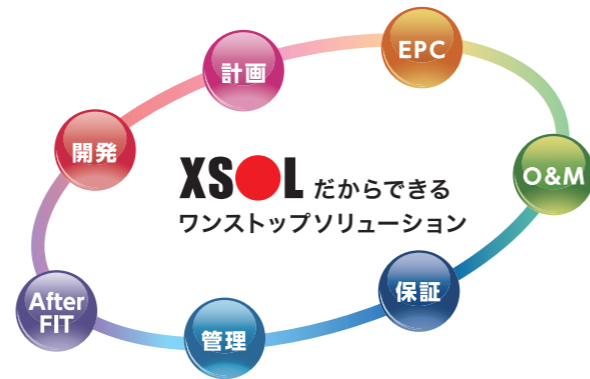 計画
EPC
開発
XSOL だからできる
ワンストップソリューション
O&M
保証
After
FIT
管理